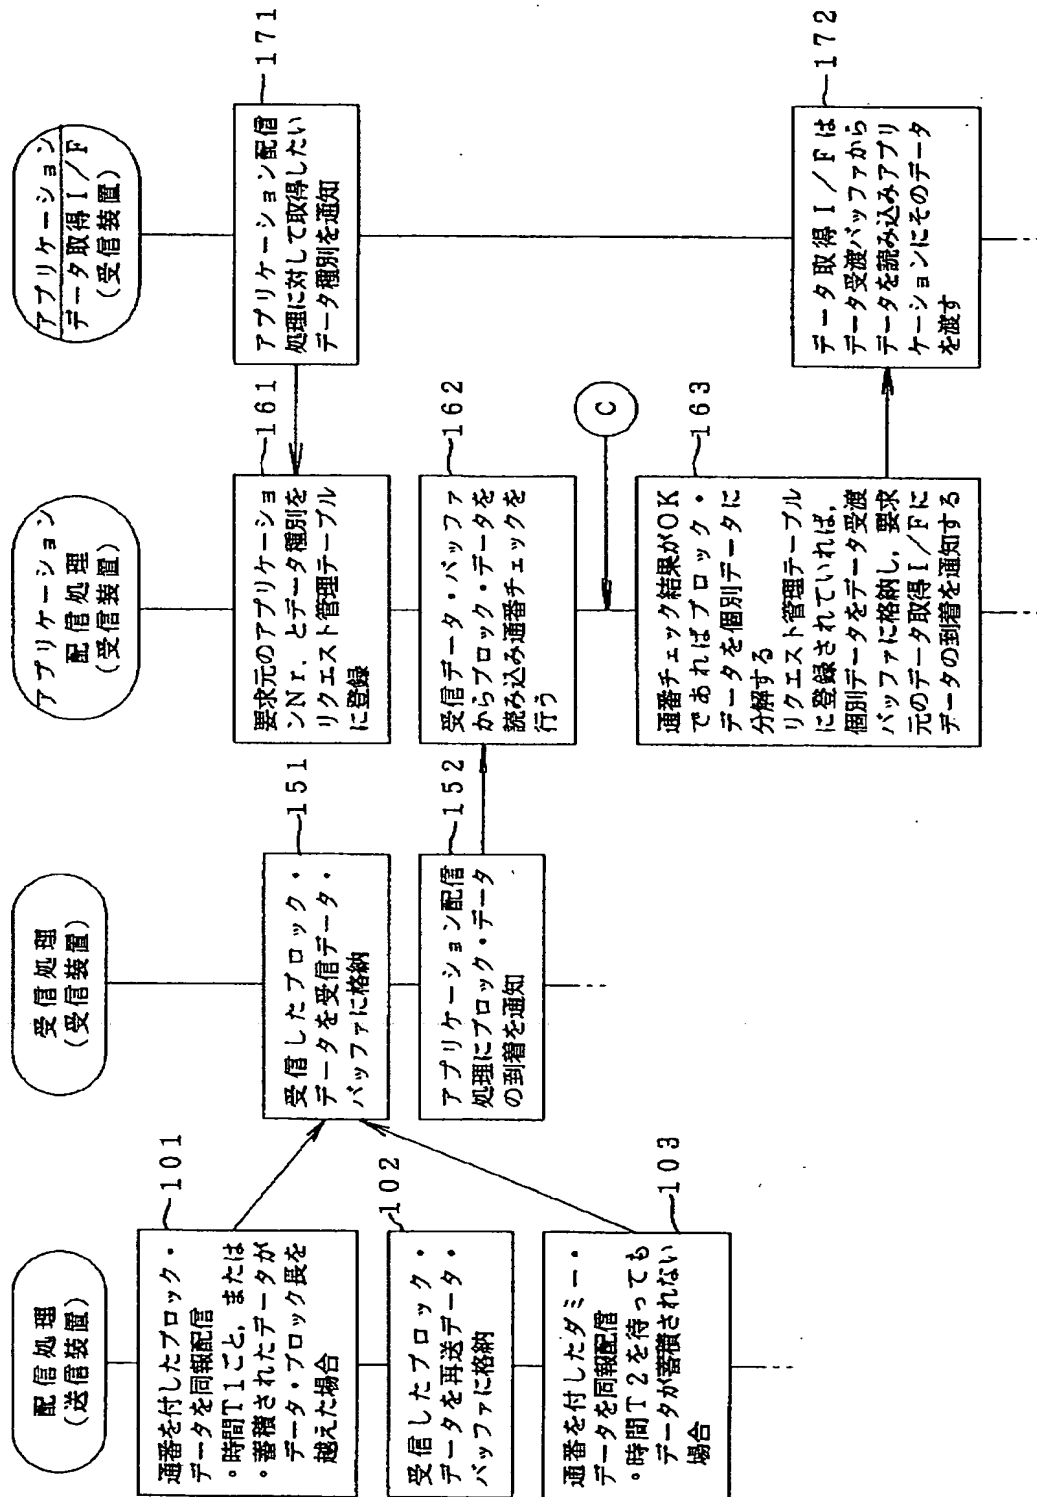 配信処理
(送信装置)
通番を付したブロック・
データを同報配信
・時間T1ごと，または
・蓄積されたデータが
データ・ブロック長を
越えた場合
101
受信したブロック・
データを再送データ・
バッファに格納
102
通番を付したダミー・
データを同報配信
・時間T2を待っても
データが蓄積されない
場合
103
受信処理
(受信装置)
受信したブロック・
データを受信データ・
バッファに格納
151
アプリケーション配信
処理にブロック・データ
の到着を通知
152
アプリケーション
配信処理
(受信装置)
要求元のアプリケーショ
ンNr．とデータ種別を
リクエスト管理テーブル
に登録
161
受信データ・バッファ
からブロック・データを
読み込み通番チェックを
行う
162
C
通番チェック結果がOK
であればブロック・
データを個別データに
分解する
リクエスト管理テーブル
に登録されていれば，
個別データをデータ受渡
バッファに格納し，要求
元のデータ取得I／Fに
データの到着を通知する
163
アプリケーション
データ取得I／F
(受信装置)
アプリケーション配信
処理に対して取得したい
データ種別を通知
171
データ取得I／Fは
データ受渡バッファから
データを読み込みアプリ
ケーションにそのデータ
を渡す
172